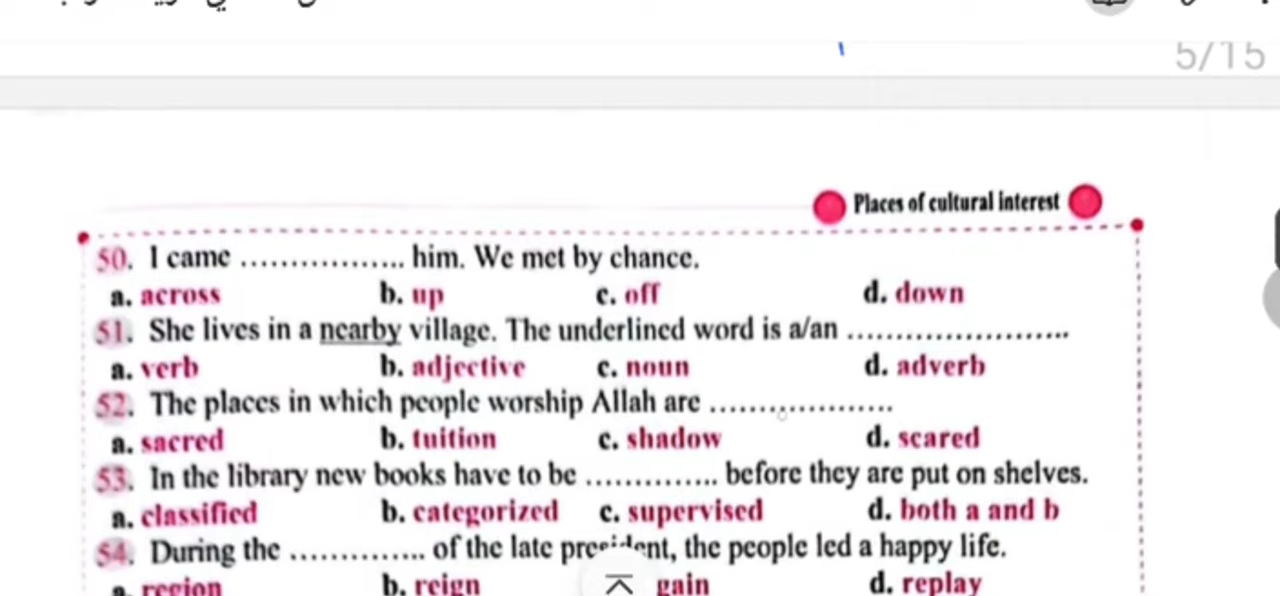 5/15
Places of cultural interest
50. I came .................. him. We met by chance.
a. across b. up c. off d. down
51. She lives in a nearby village. The underlined word is a/an ........................
a. verb b. adjective c. noun d. adverb
52. The places in which people worship Allah are ....................
a. sacred b. tuition c. shadow d. scared
53. In the library new books have to be .............. before they are put on shelves.
a. classified b. categorized c. supervised d. both a and b
54. During the .............. of the late president, the people led a happy life.
a. region b. reign gain d. replay